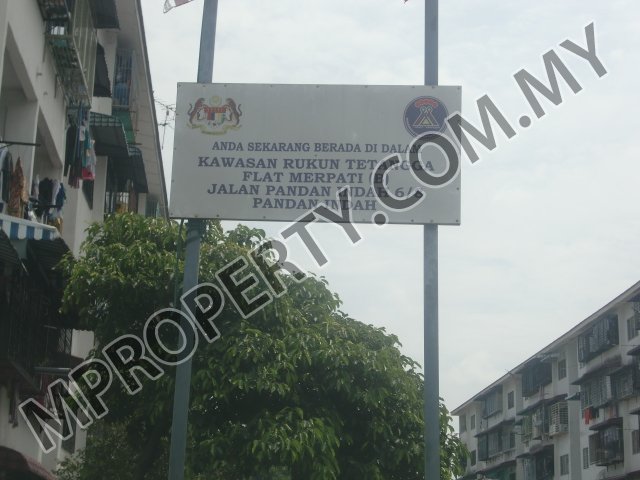 ANDA SEKARANG BERADA DI DALAM
KAWASAN RUKUN TETANGGA
FLAT MERPATI (B)
JALAN PANDAN INDAH 6/6
PANDAN INDAH
MPROPERTY.COM.MY